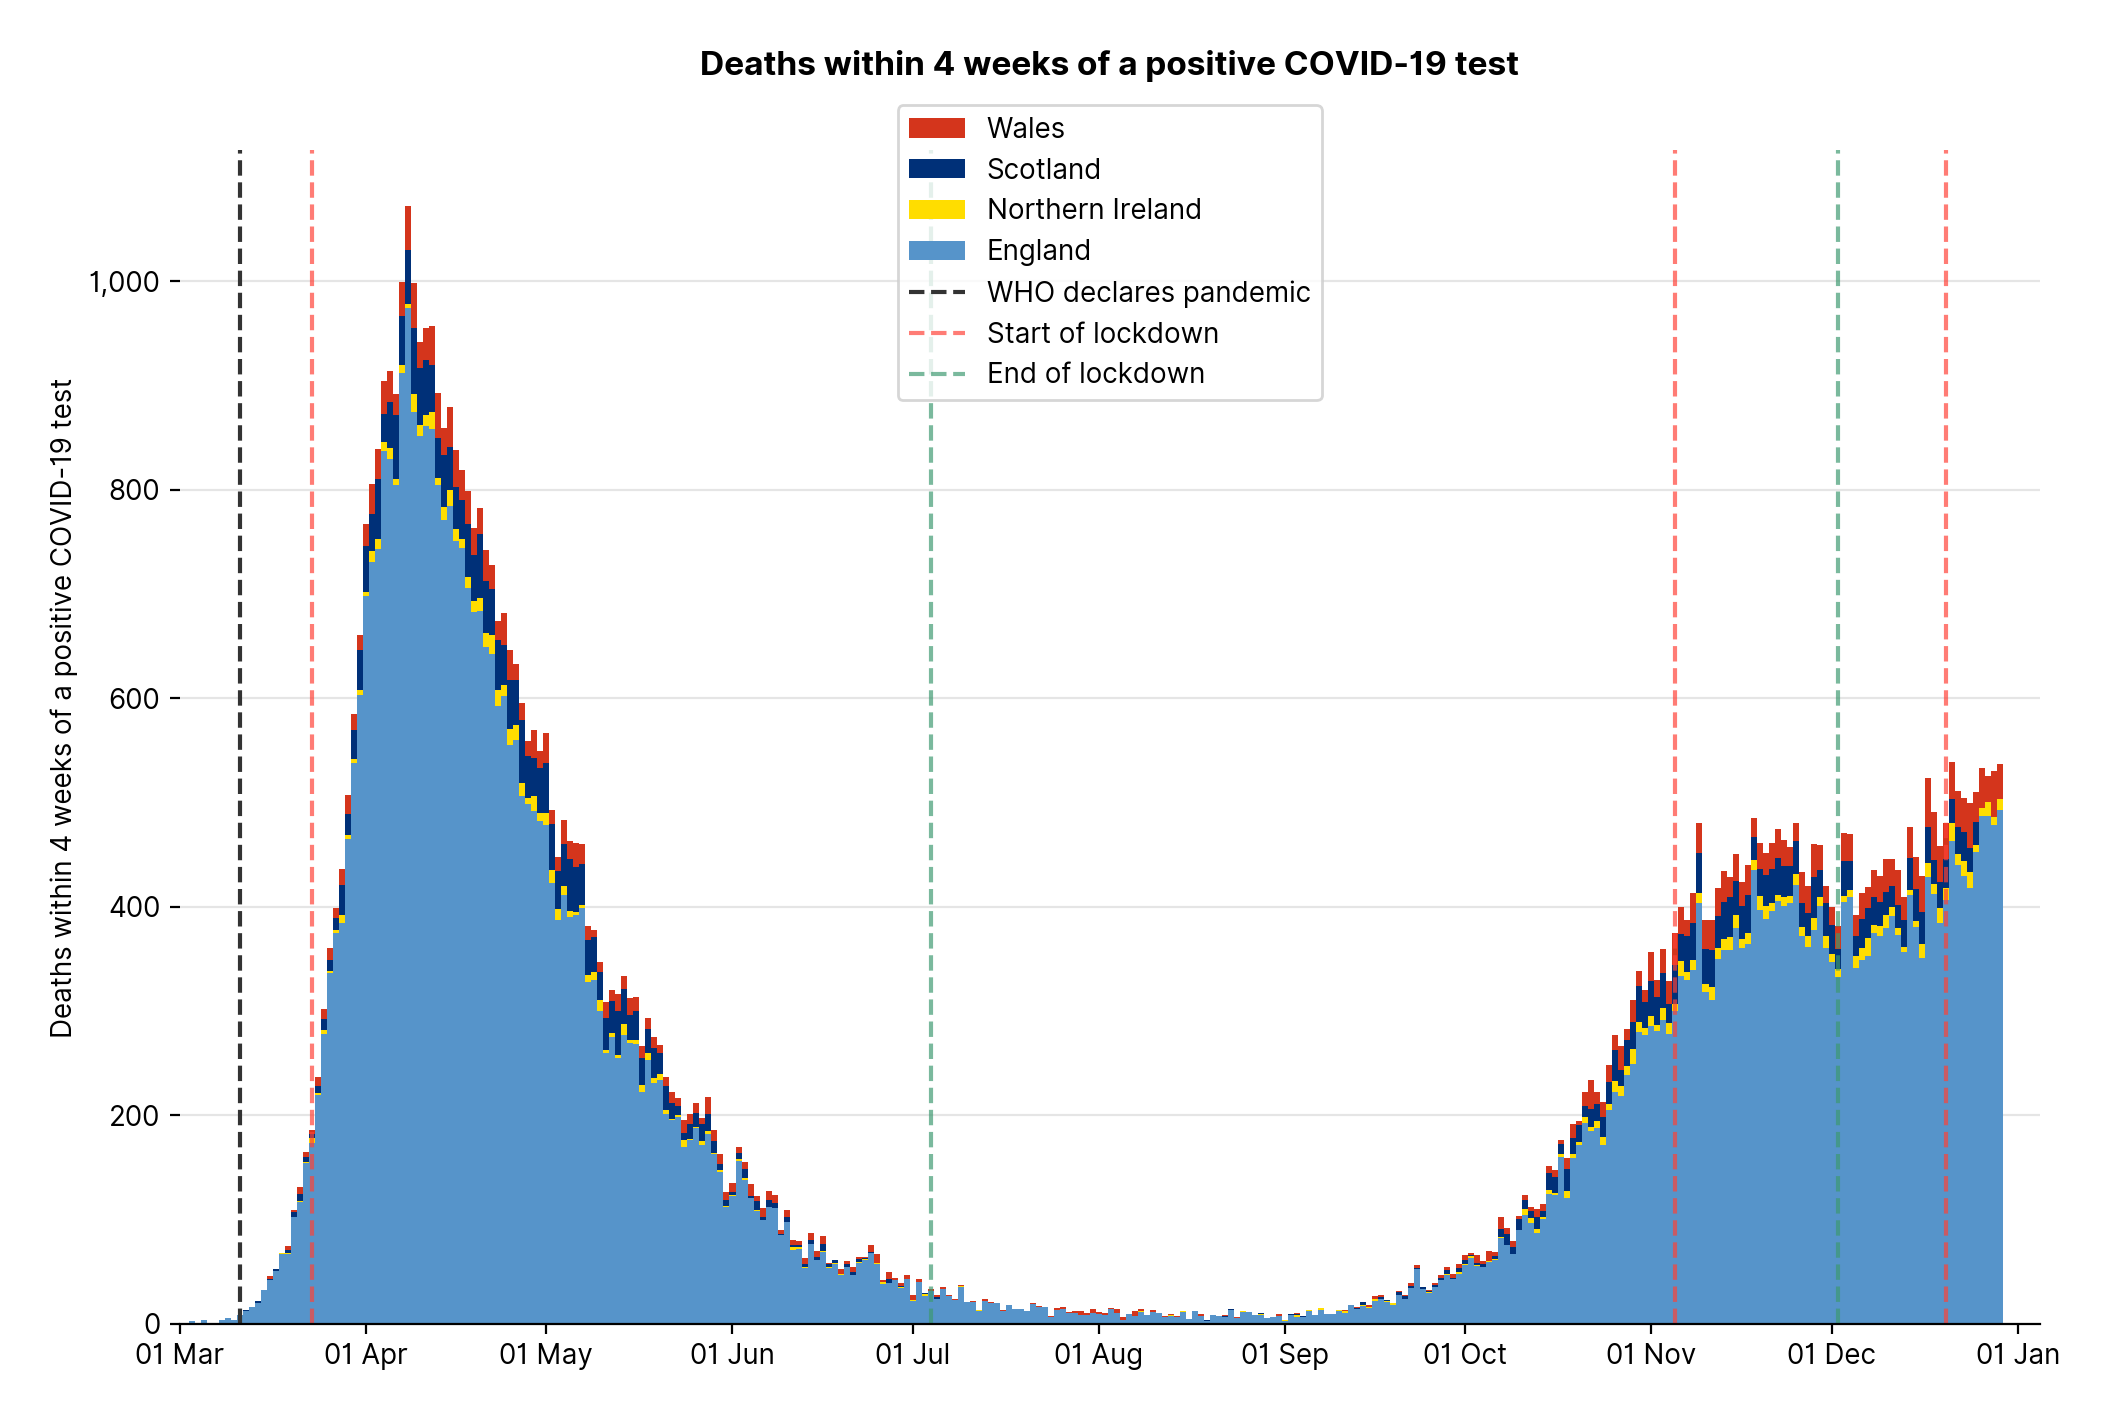 Deaths within 4 weeks of a positive COVID-19 test
Wales
Scotland
Northern Ireland
England
WHO declares pandemic
Start of lockdown
End of lockdown
Deaths within 4 weeks of a positive COVID-19 test
1,000
800
600
400
200
0
01 Mar
01 Apr
01 May
01 Jun
01 Jul
01 Aug
01 Sep
01 Oct
01 Nov
01 Dec
01 Jan